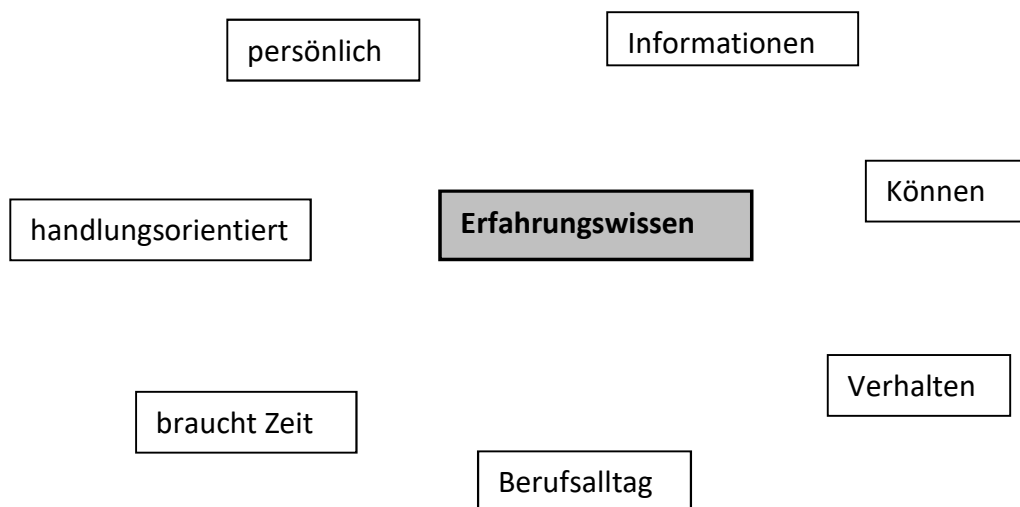 persönlich
Informationen
Können
handlungsorientiert
Erfahrungswissen
Verhalten
braucht Zeit
Berufsalltag